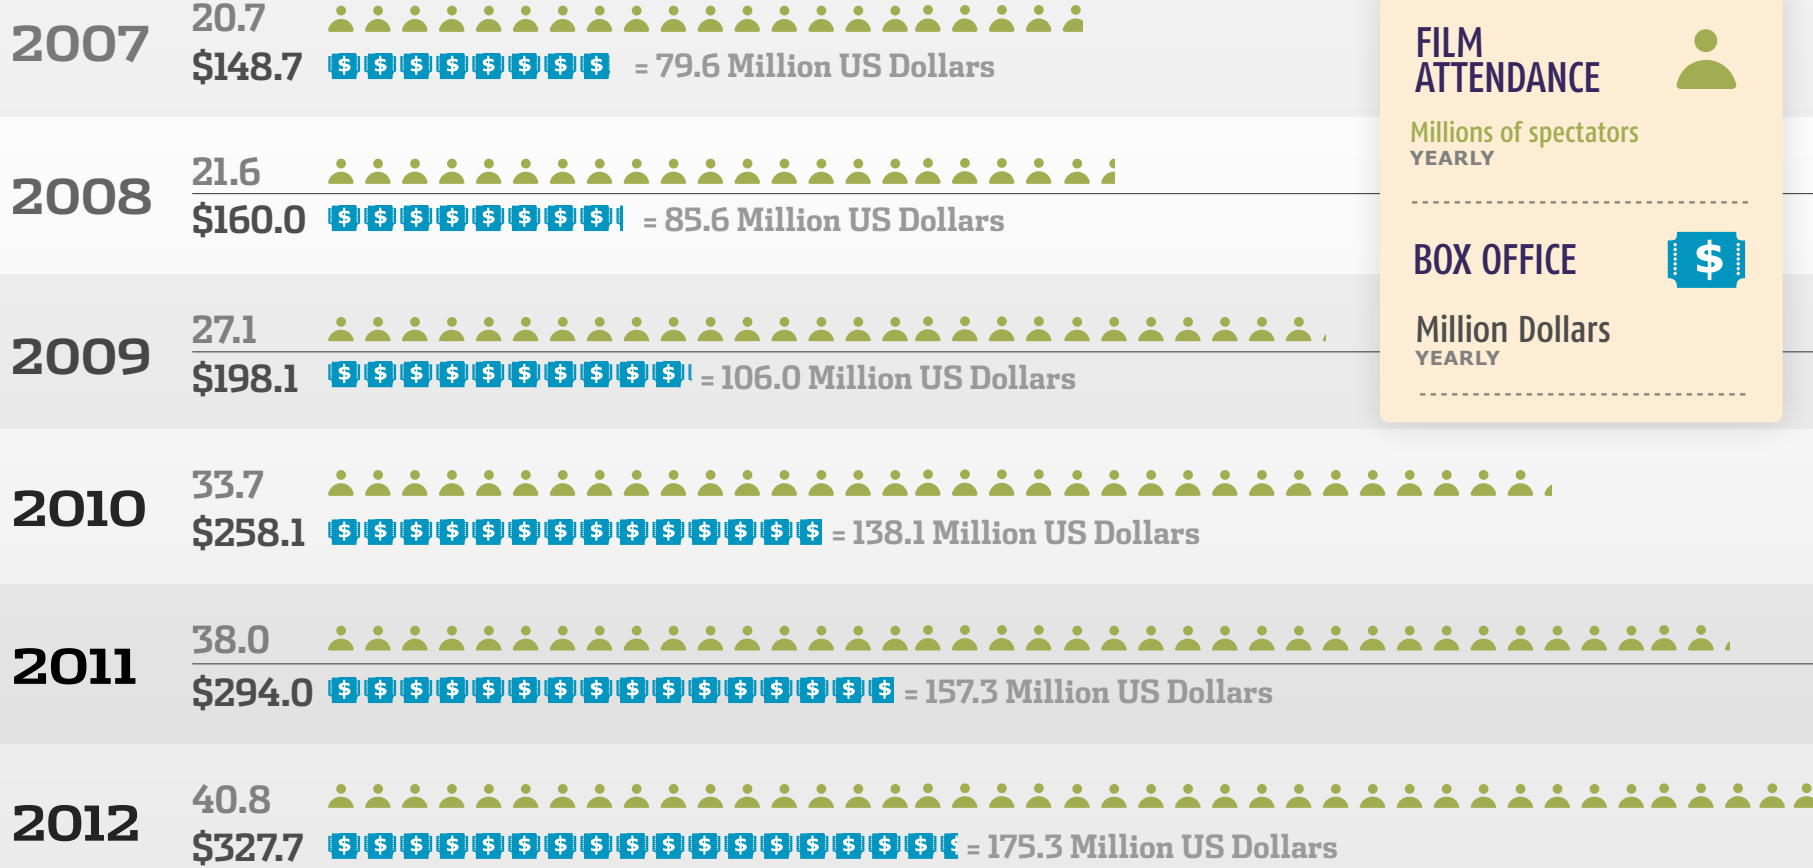 2007
20.7
$148.7 = 79.6 Million US Dollars
2008
21.6
$160.0 = 85.6 Million US Dollars
2009
27.1
$198.1 = 106.0 Million US Dollars
2010
33.7
$258.1 = 138.1 Million US Dollars
2011
38.0
$294.0 = 157.3 Million US Dollars
2012
40.8
$327.7 = 175.3 Million US Dollars
FILM
ATTENDANCE
Millions of spectators
YEARLY
BOX OFFICE
$
Million Dollars
YEARLY